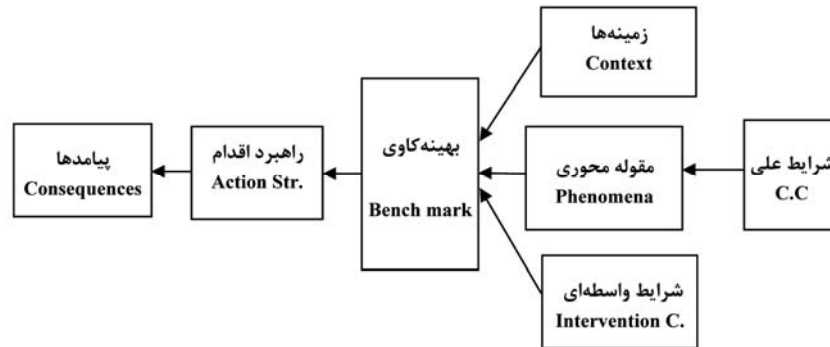 زمینه‌ها
Context
شرایط علی
C.C
مقوله محوری
Phenomena
شرایط واسطه‌ای
Intervention C.
بهینه‌کاوی
Bench mark
راهبرد اقدام
Action Str.
پیامدها
Consequences